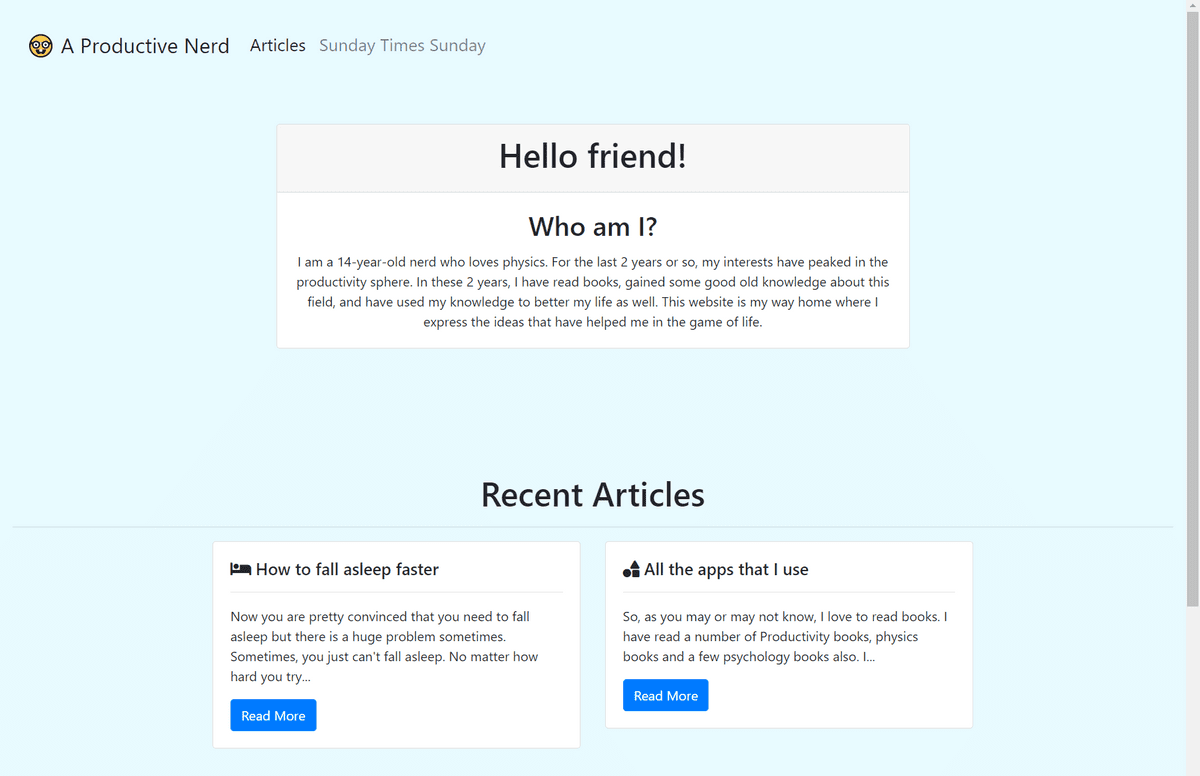 A Productive Nerd Articles Sunday Times Sunday
Hello friend!
Who am I?
I am a 14-year-old nerd who loves physics. For the last 2 years or so, my interests have peaked in the
productivity sphere. In these 2 years, I have read books, gained some good old knowledge about this
field, and have used my knowledge to better my life as well. This website is my way home where I
express the ideas that have helped me in the game of life.
Recent Articles
How to fall asleep faster
Now you are pretty convinced that you need to fall
asleep but there is a huge problem sometimes.
Sometimes, you just can't fall asleep. No matter how
hard you try...
Read More
All the apps that I use
So, as you may or may not know, I love to read books. I
have read a number of Productivity books, physics
books and a few psychology books also. I...
Read More